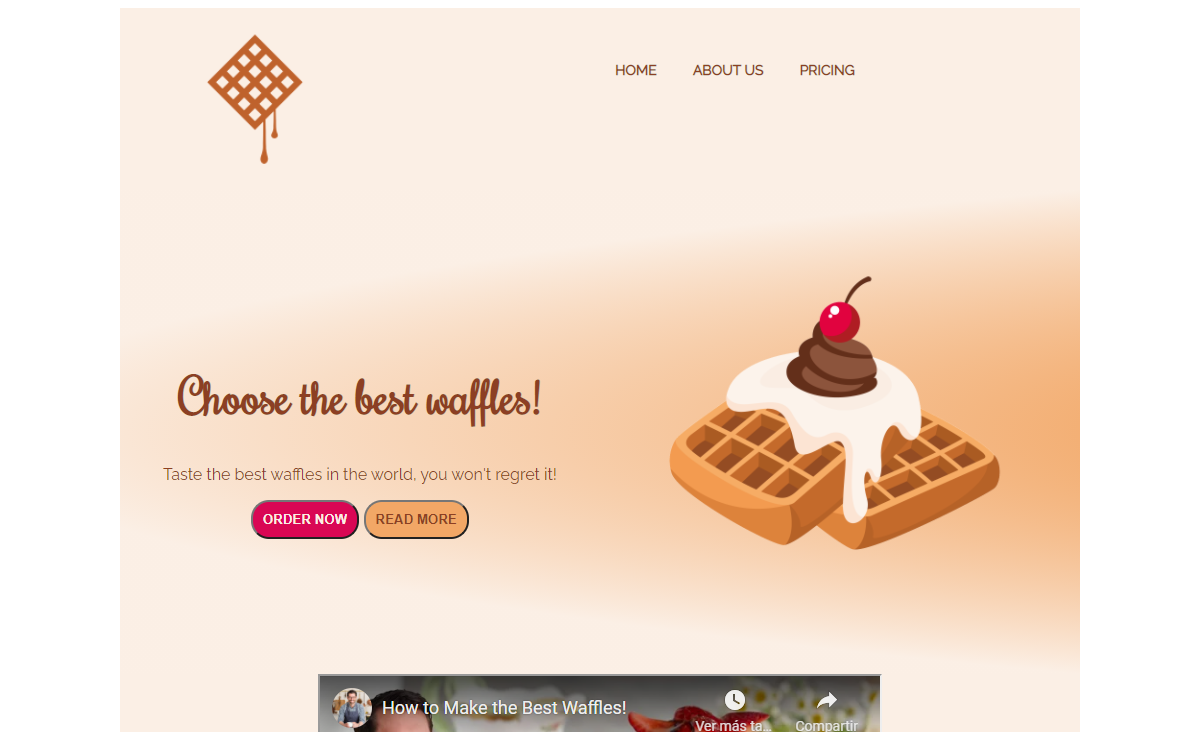 HOME ABOUT US PRICING
Choose the best waffles!
Taste the best waffles in the world, you won't regret it!
ORDER NOW READ MORE
How to Make the Best Waffles!
Ver más ta... Compartir